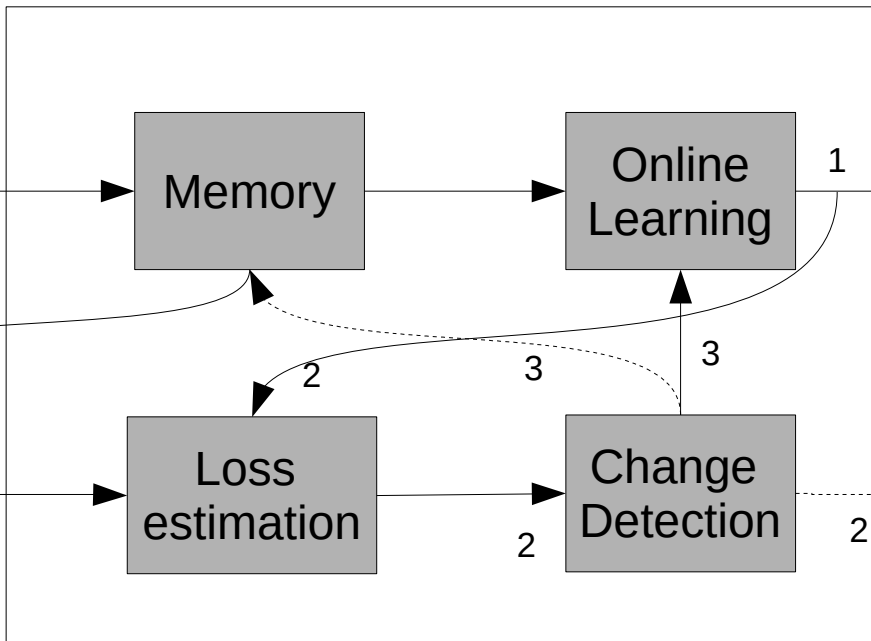 Memory
Online
Learning
1
2
3
3
Loss
estimation
2
Change
Detection
2